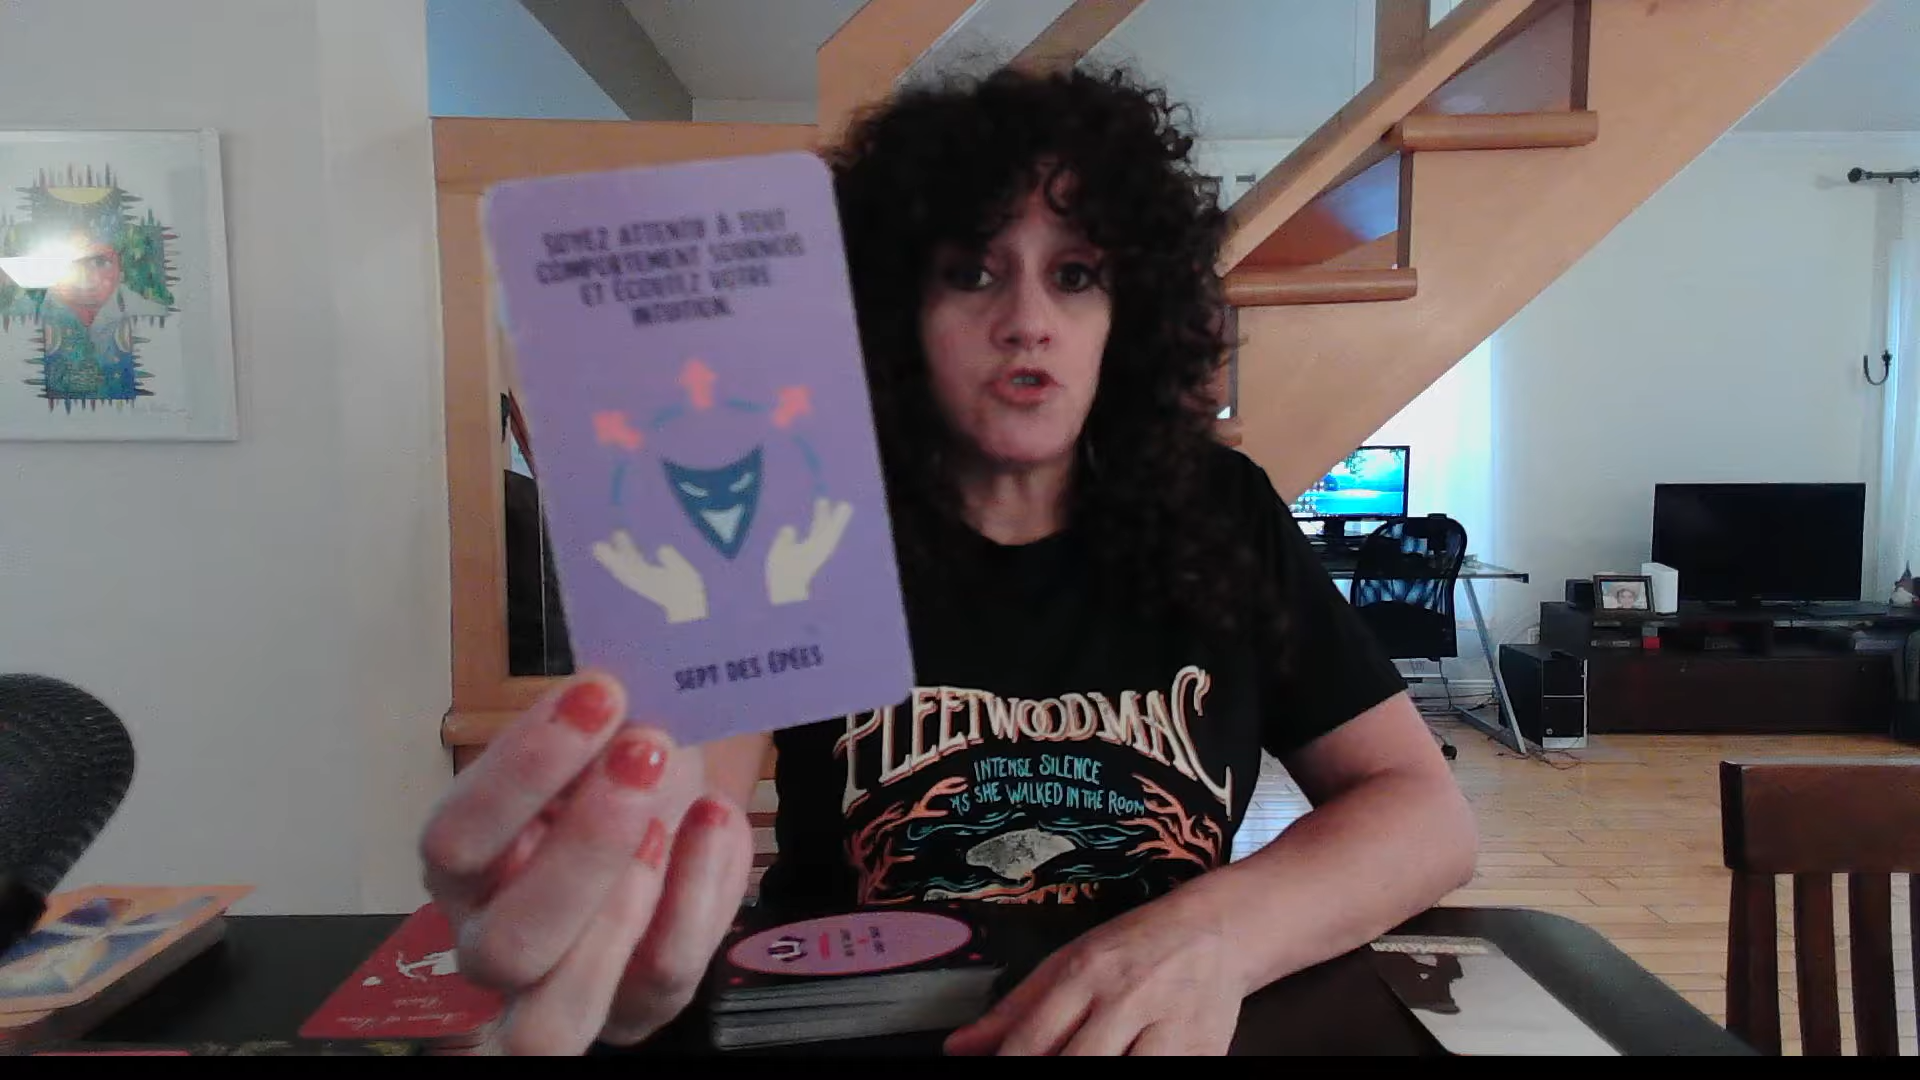 SOYEZ ATTENTIF À TOUT
COMPORTEMENT SOURNOIS
ET ÉCOUTEZ VOTRE
INTUITION.
SEPT DES ÉPÉES
FLEETWOOD MAC
INTENSE SILENCE
AS SHE WALKED IN THE ROOM